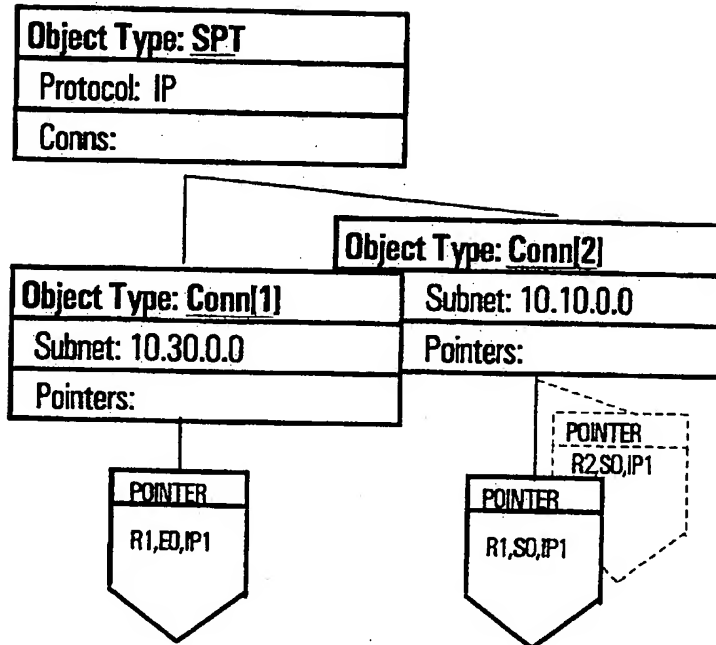 Object Type: SPT
Protocol: IP
Conns:
Object Type: Conn[2]
Subnet: 10.10.0.0
Pointers:
Object Type: Conn[1]
Subnet: 10.30.0.0
Pointers:
POINTER
R2,S0,IP1
POINTER
R1,E0,IP1
POINTER
R1,S0,IP1